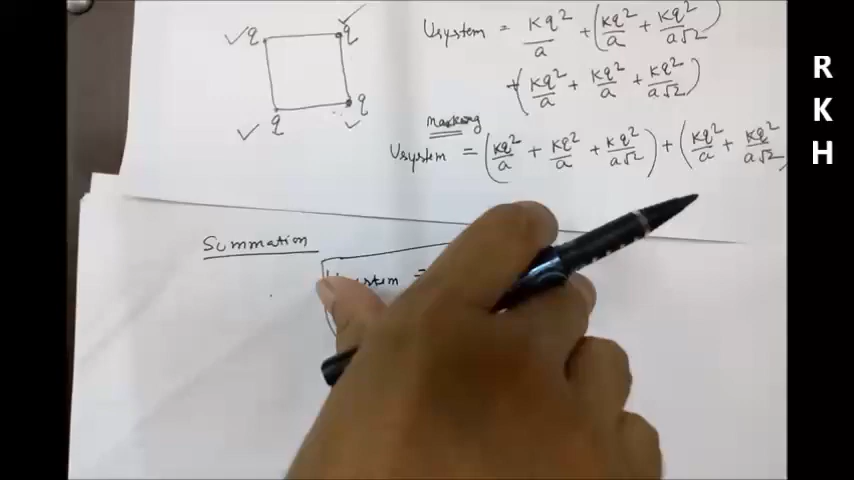 q q
q q
Usystem = Kq²/a + (Kq²/a + Kq²/a√2)
+ (Kq²/a + Kq²/a + Kq²/a√2)
marking
Usystem = (Kq²/a + Kq²/a + Kq²/a√2) + (Kq²/a + Kq²/a√2
Summation
R
K
H